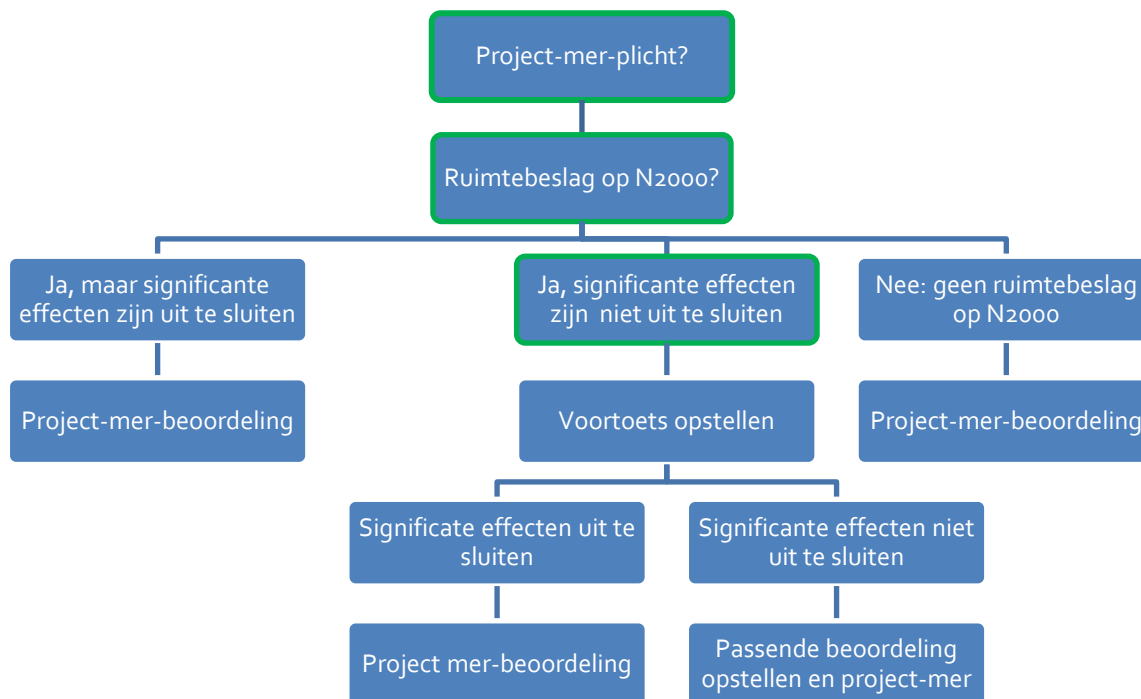 Project-mer-plicht?
Ruimtebeslag op N2000?
Ja, maar significante
effecten zijn uit te sluiten
Ja, significante effecten
zijn niet uit te sluiten
Nee: geen ruimtebeslag
op N2000
Project-mer-beoordeling
Voortoets opstellen
Project-mer-beoordeling
Significate effecten uit te
sluiten
Significante effecten niet
uit te sluiten
Project mer-beoordeling
Passende beoordeling
opstellen en project-mer